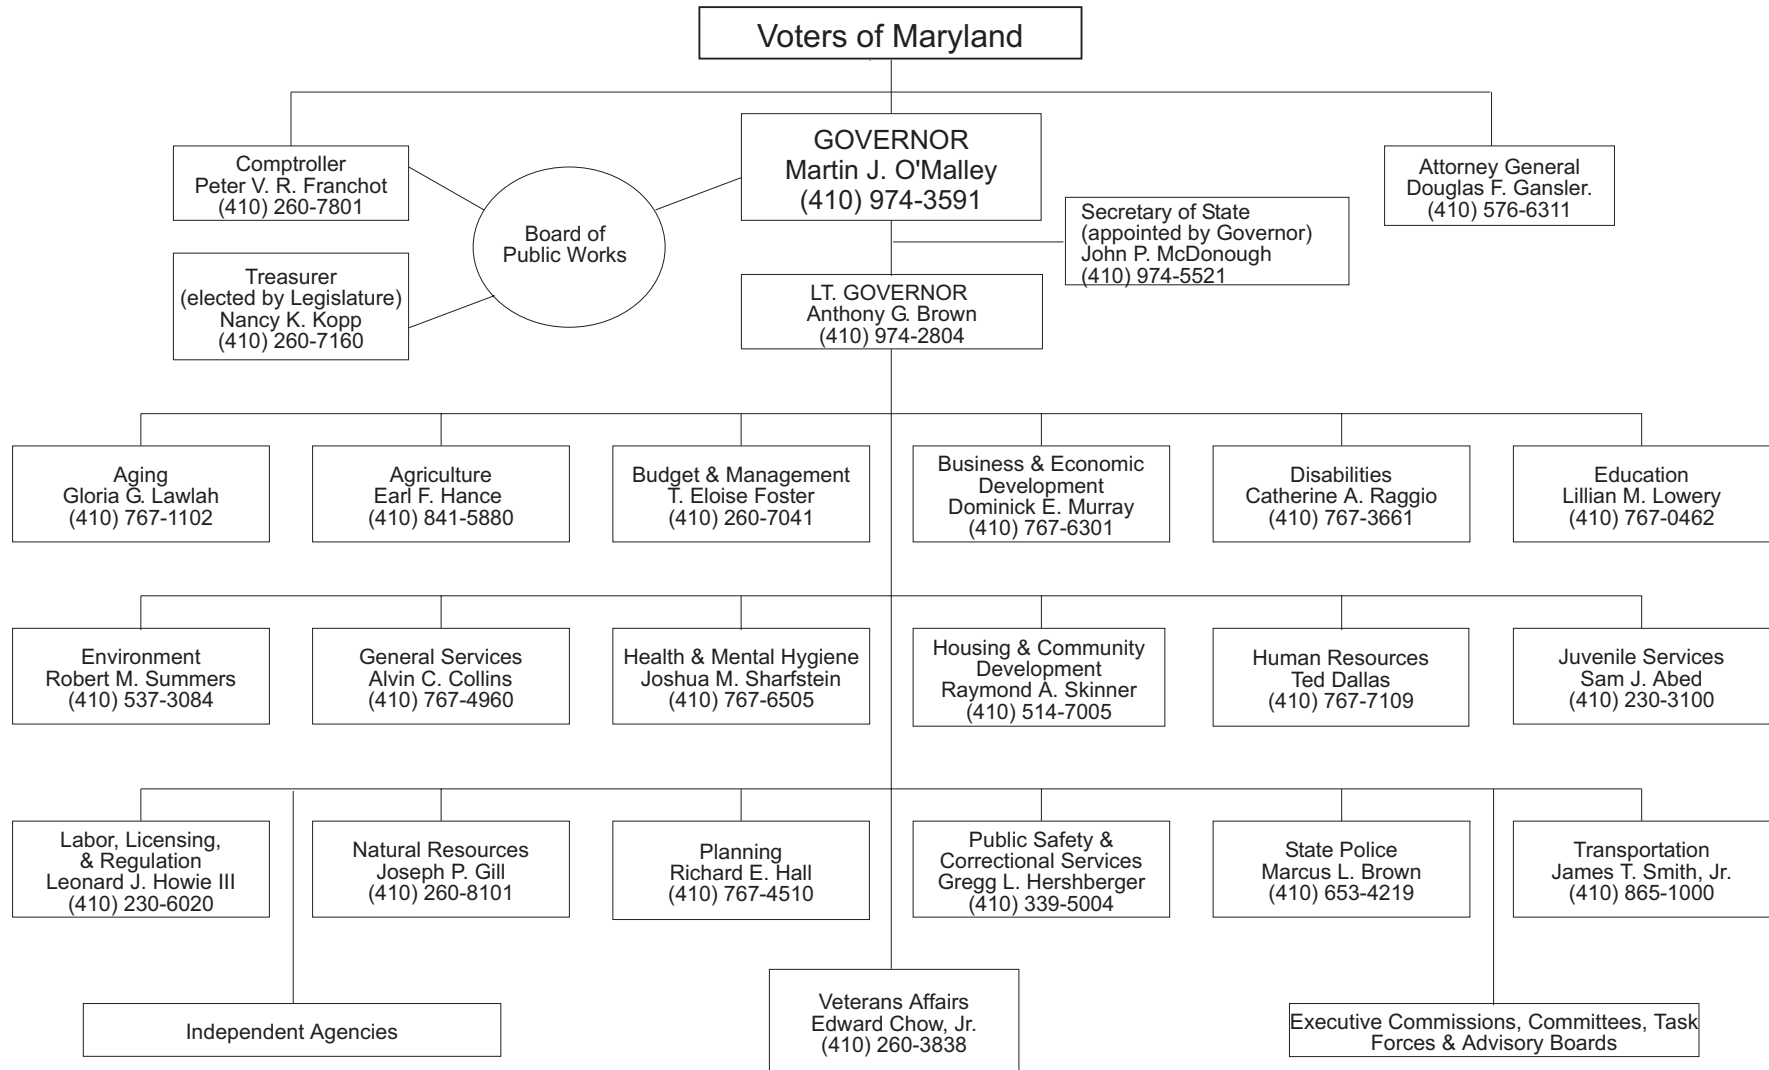 Voters of Maryland
GOVERNOR
Martin J. O'Malley
(410) 974-3591
Comptroller
Peter V. R. Franchot
(410) 260-7801
Attorney General
Douglas F. Gansler.
(410) 576-6311
Board of
Public Works
Secretary of State
(appointed by Governor)
John P. McDonough
(410) 974-5521
Treasurer
(elected by Legislature)
Nancy K. Kopp
(410) 260-7160
LT. GOVERNOR
Anthony G. Brown
(410) 974-2804
Aging
Gloria G. Lawlah
(410) 767-1102
Agriculture
Earl F. Hance
(410) 841-5880
Budget & Management
T. Eloise Foster
(410) 260-7041
Business & Economic
Development
Dominick E. Murray
(410) 767-6301
Disabilities
Catherine A. Raggio
(410) 767-3661
Education
Lillian M. Lowery
(410) 767-0462
Environment
Robert M. Summers
(410) 537-3084
General Services
Alvin C. Collins
(410) 767-4960
Health & Mental Hygiene
Joshua M. Sharfstein
(410) 767-6505
Housing & Community
Development
Raymond A. Skinner
(410) 514-7005
Human Resources
Ted Dallas
(410) 767-7109
Juvenile Services
Sam J. Abed
(410) 230-3100
Labor, Licensing,
& Regulation
Leonard J. Howie III
(410) 230-6020
Natural Resources
Joseph P. Gill
(410) 260-8101
Planning
Richard E. Hall
(410) 767-4510
Public Safety &
Correctional Services
Gregg L. Hershberger
(410) 339-5004
State Police
Marcus L. Brown
(410) 653-4219
Transportation
James T. Smith, Jr.
(410) 865-1000
Independent Agencies
Veterans Affairs
Edward Chow, Jr.
(410) 260-3838
Executive Commissions, Committees, Task
Forces & Advisory Boards